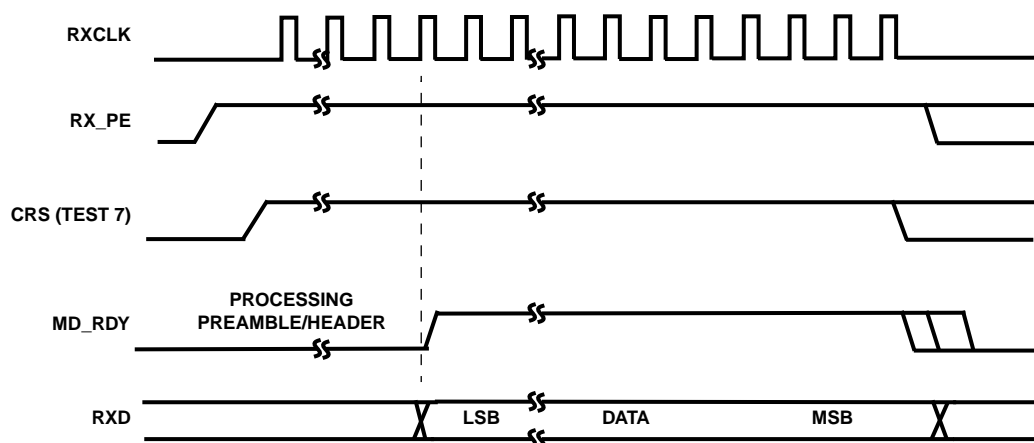 RXCLK
RX_PE
CRS (TEST 7)
PROCESSING
PREAMBLE/HEADER
MD_RDY
RXD
LSB DATA MSB